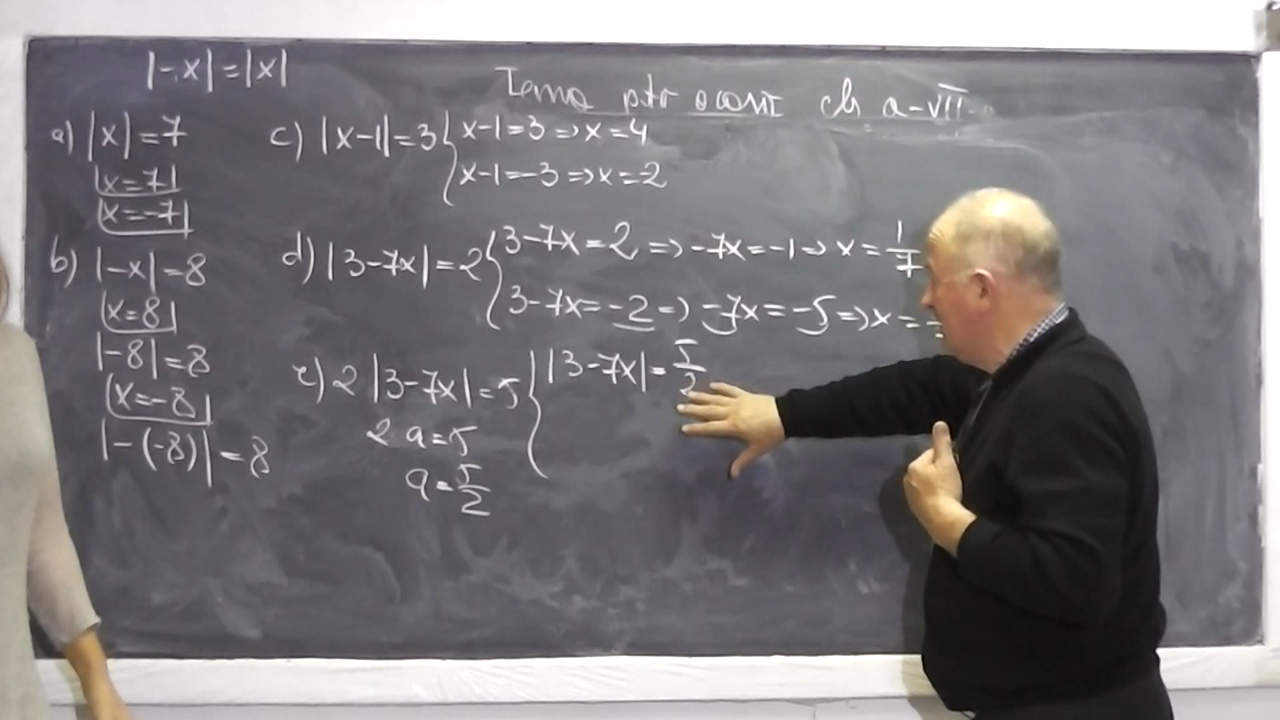 |-x|=|x|
Tema ptr a cl a-VII-
a) |x|=7
x=7
x=-7
b) |-x|=8
x=8
|-8|=8
x=-8
|-(-8)|=8
c) |x-1|=3 { x-1=3 => x=4
x-1=-3 => x=-2
d) |3-7x|=2 { 3-7x=2 => -7x=-1 => x=1/7
3-7x=-2 => -7x=-5 => x=
e) 2|3-7x|=5 { |3-7x|=5/2
2a=5
a=5/2